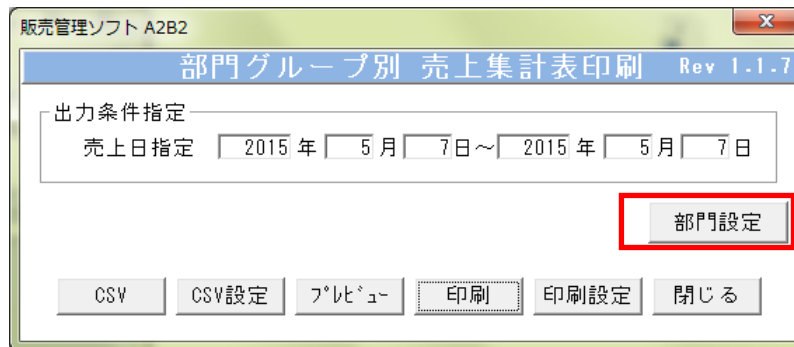 販売管理ソフト A2B2
部門グループ別 売上集計表印刷 Rev 1.1.7
出力条件指定
売上日指定 2015 年 5 月 7 日 ～ 2015 年 5 月 7 日
部門設定
CSV CSV設定 ﾌﾟﾚﾋﾞｭｰ 印刷 印刷設定 閉じる